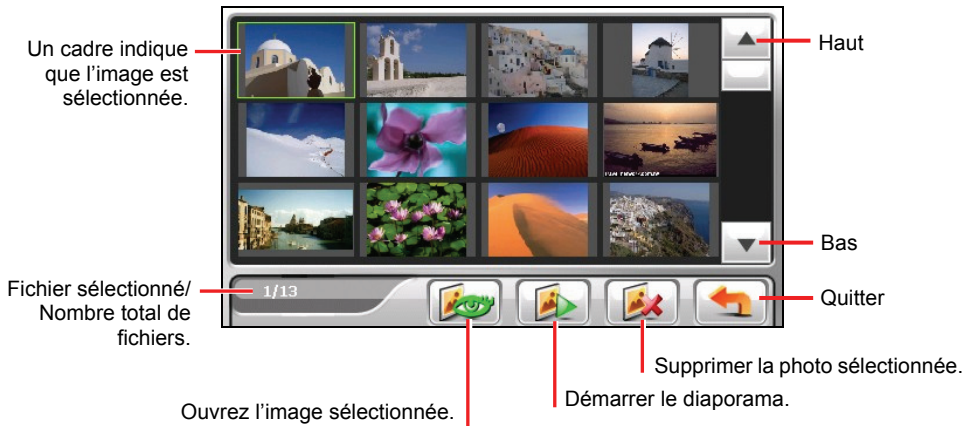 Un cadre indique
que l'image est
sélectionnée.
Haut
Bas
Fichier sélectionné/
Nombre total de
fichiers.
1/13
Quitter
Supprimer la photo sélectionnée.
Démarrer le diaporama.
Ouvrez l'image sélectionnée.